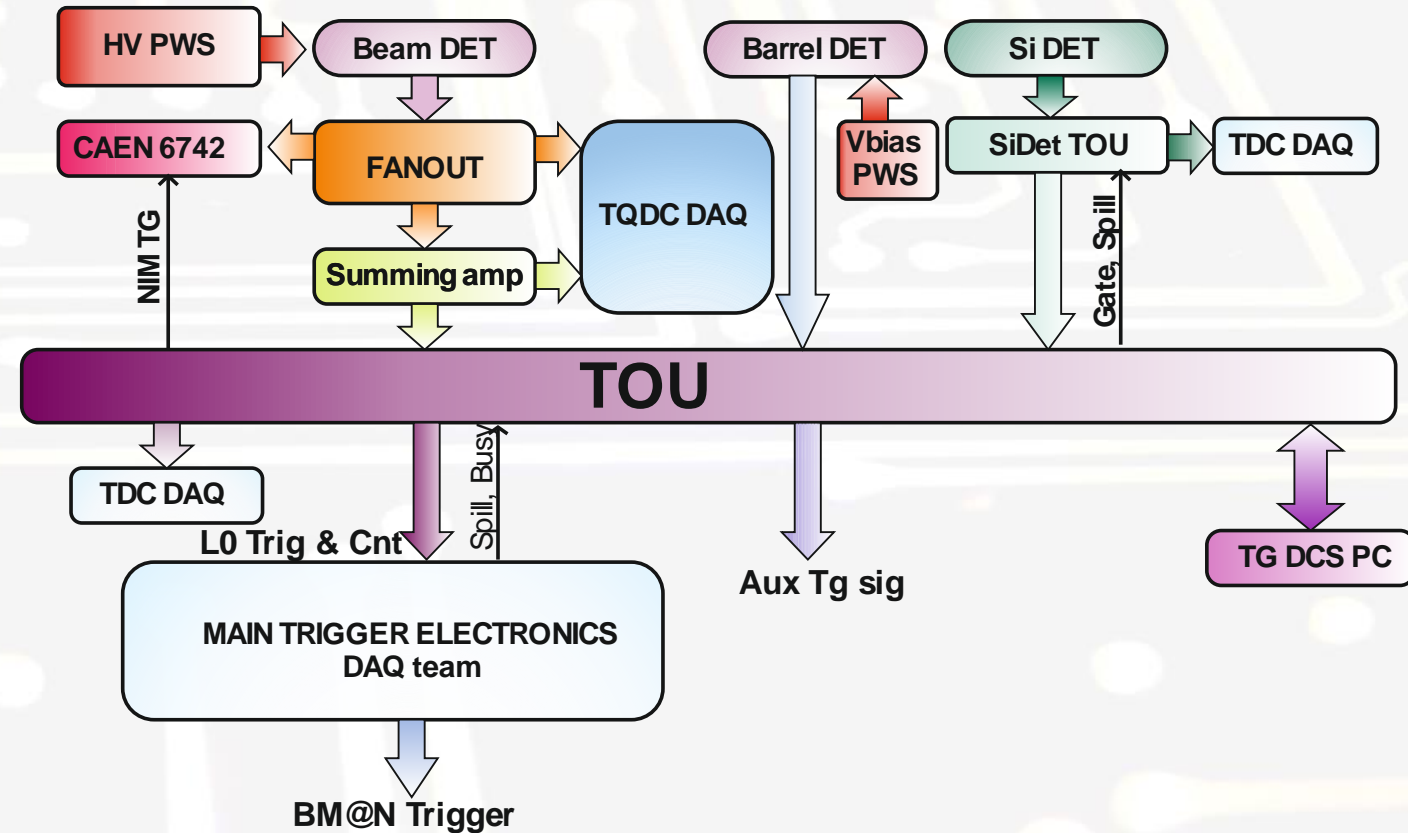 HV PWS
Beam DET
Barrel DET
Si DET
CAEN 6742
FANOUT
TQDC DAQ
Vbias
PWS
SiDet TOU
TDC DAQ
NIM TG
Summing amp
Gate, Spill
TOU
TDC DAQ
Spill, Busy
L0 Trig & Cnt
TG DCS PC
Aux Tg sig
MAIN TRIGGER ELECTRONICS
DAQ team
BM@N Trigger